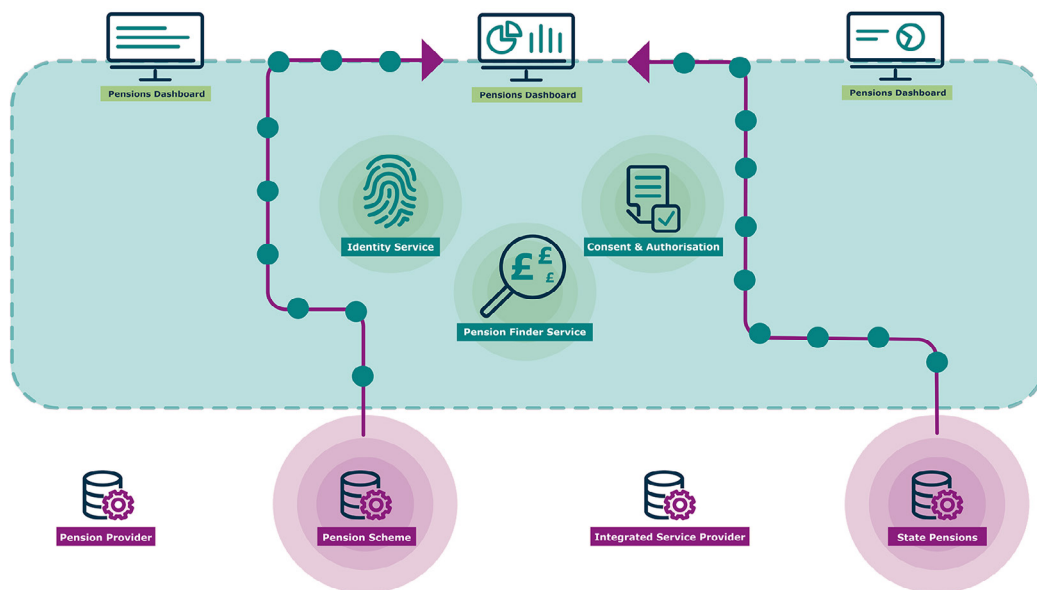 Pensions Dashboard
Pensions Dashboard
Pensions Dashboard
Identity Service
Consent & Authorisation
£ £ £
Pension Finder Service
Pension Provider
Pension Scheme
Integrated Service Provider
State Pensions